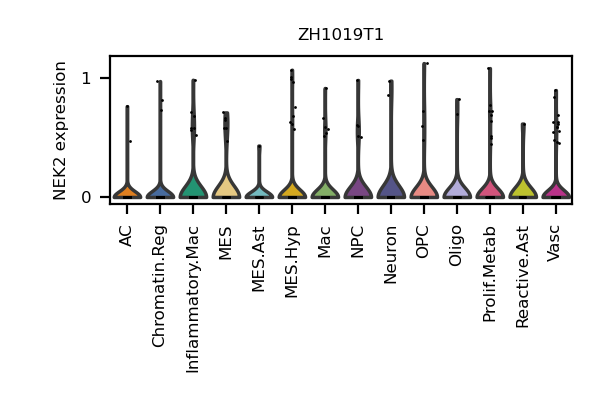 ZH1019T1
NEK2 expression
1
0
AC
Chromatin.Reg
Inflammatory.Mac
MES
MES.Ast
MES.Hyp
Mac
NPC
Neuron
OPC
Oligo
Prolif.Metab
Reactive.Ast
Vasc